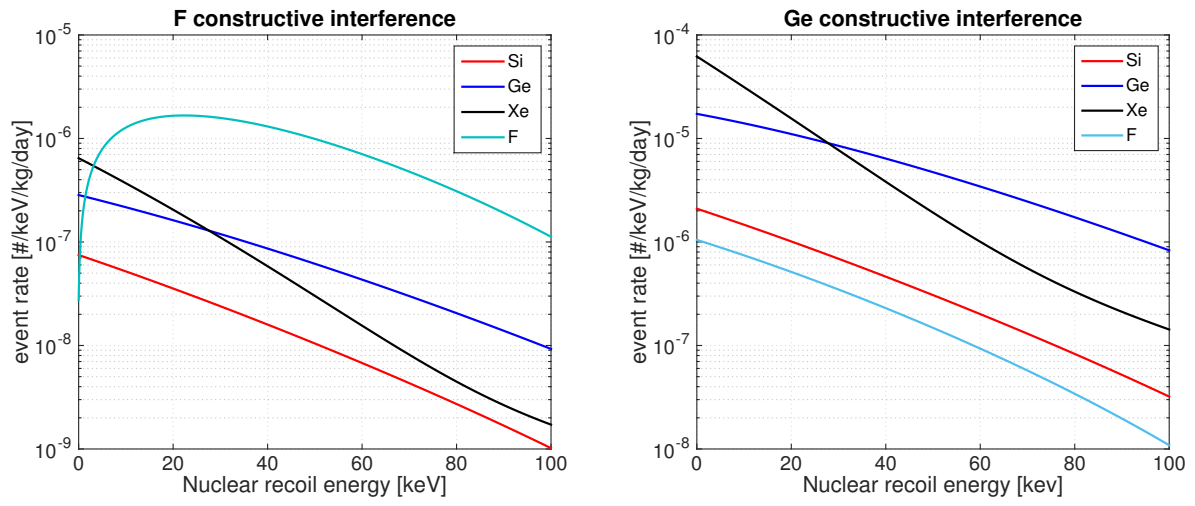 F constructive interference
event rate [#/keV/kg/day]
10^-5
10^-6
10^-7
10^-8
10^-9
Si
Ge
Xe
F
0 20 40 60 80 100
Nuclear recoil energy [keV]
Ge constructive interference
event rate [#/keV/kg/day]
10^-4
10^-5
10^-6
10^-7
10^-8
Si
Ge
Xe
F
0 20 40 60 80 100
Nuclear recoil energy [kev]